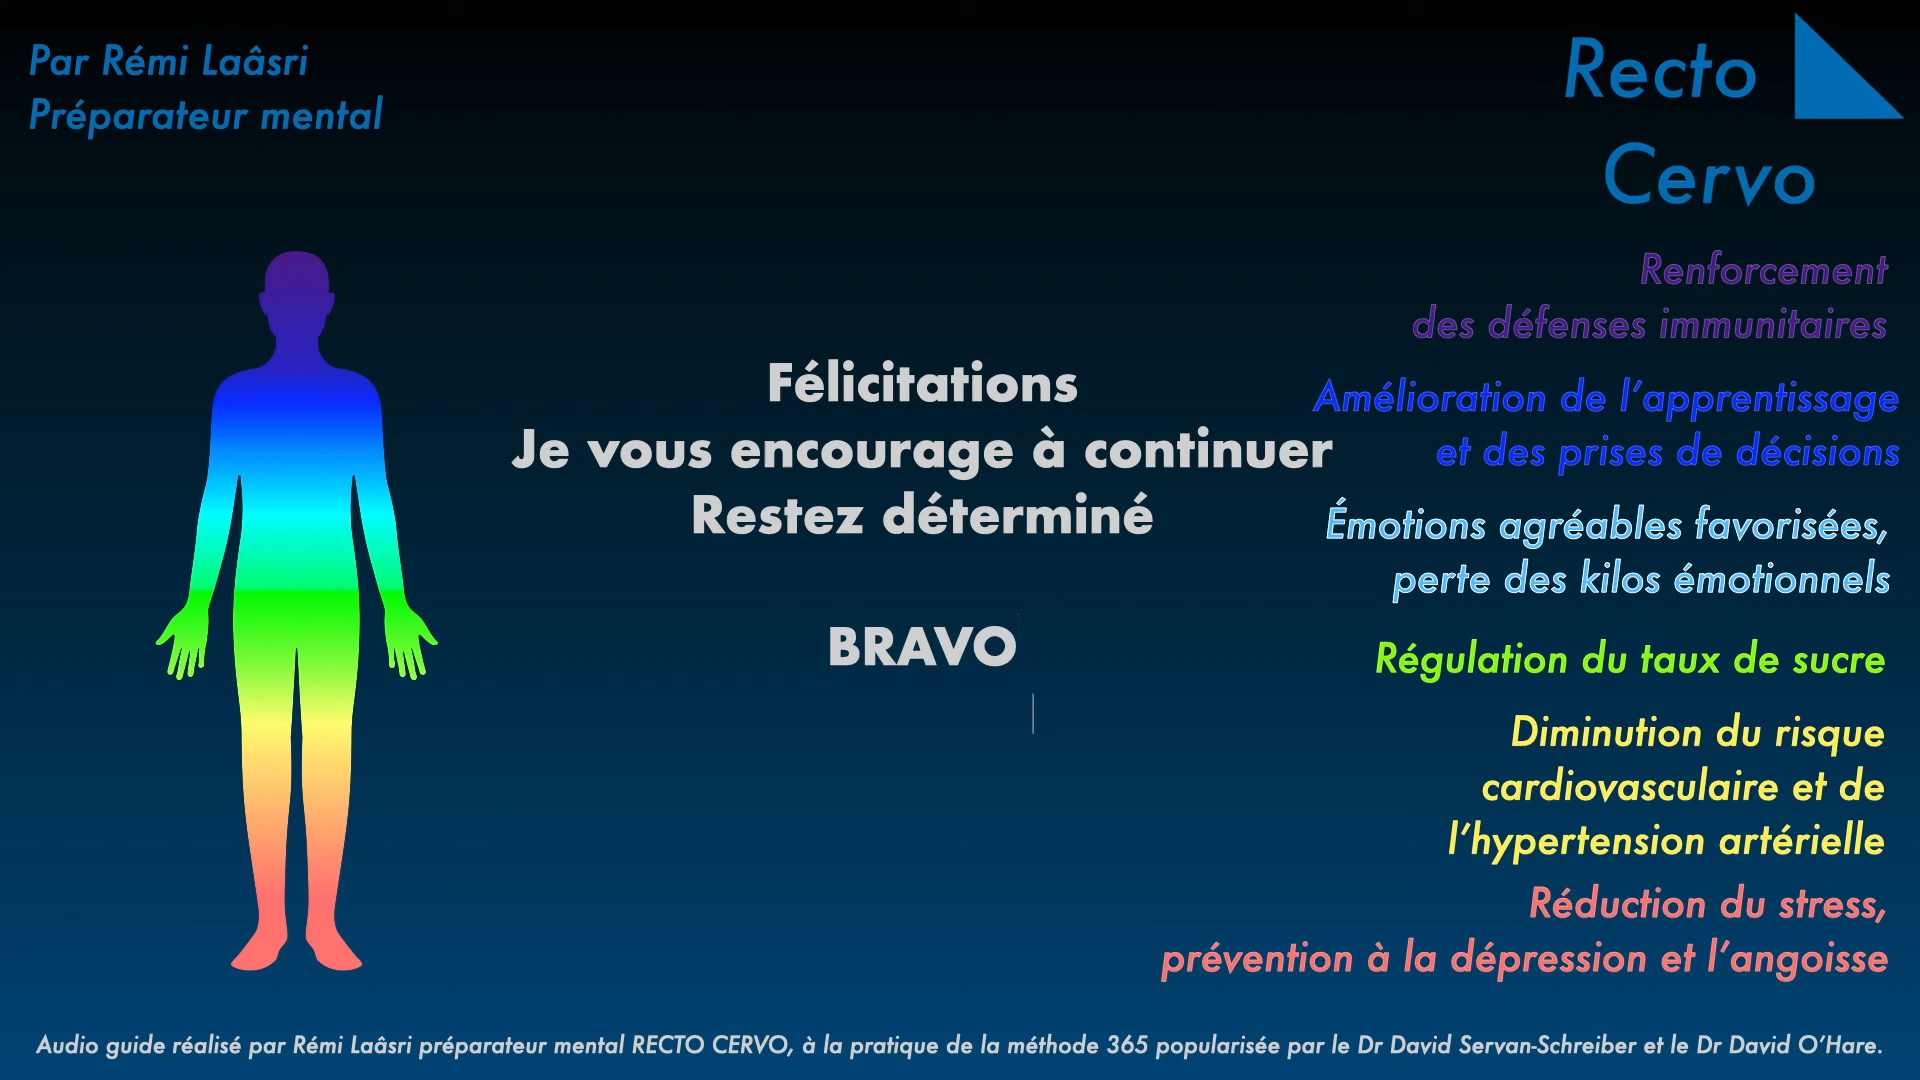 Par Rémi Laâsri
Préparateur mental
Recto
Cervo
Félicitations
Je vous encourage à continuer
Restez déterminé
BRAVO
Renforcement
des défenses immunitaires
Amélioration de l’apprentissage
et des prises de décisions
Émotions agréables favorisées,
perte des kilos émotionnels
Régulation du taux de sucre
Diminution du risque
cardiovasculaire et de
l’hypertension artérielle
Réduction du stress,
prévention à la dépression et l’angoisse
Audio guide réalisé par Rémi Laâsri préparateur mental RECTO CERVO, à la pratique de la méthode 365 popularisée par le Dr David Servan-Schreiber et le Dr David O’Hare.